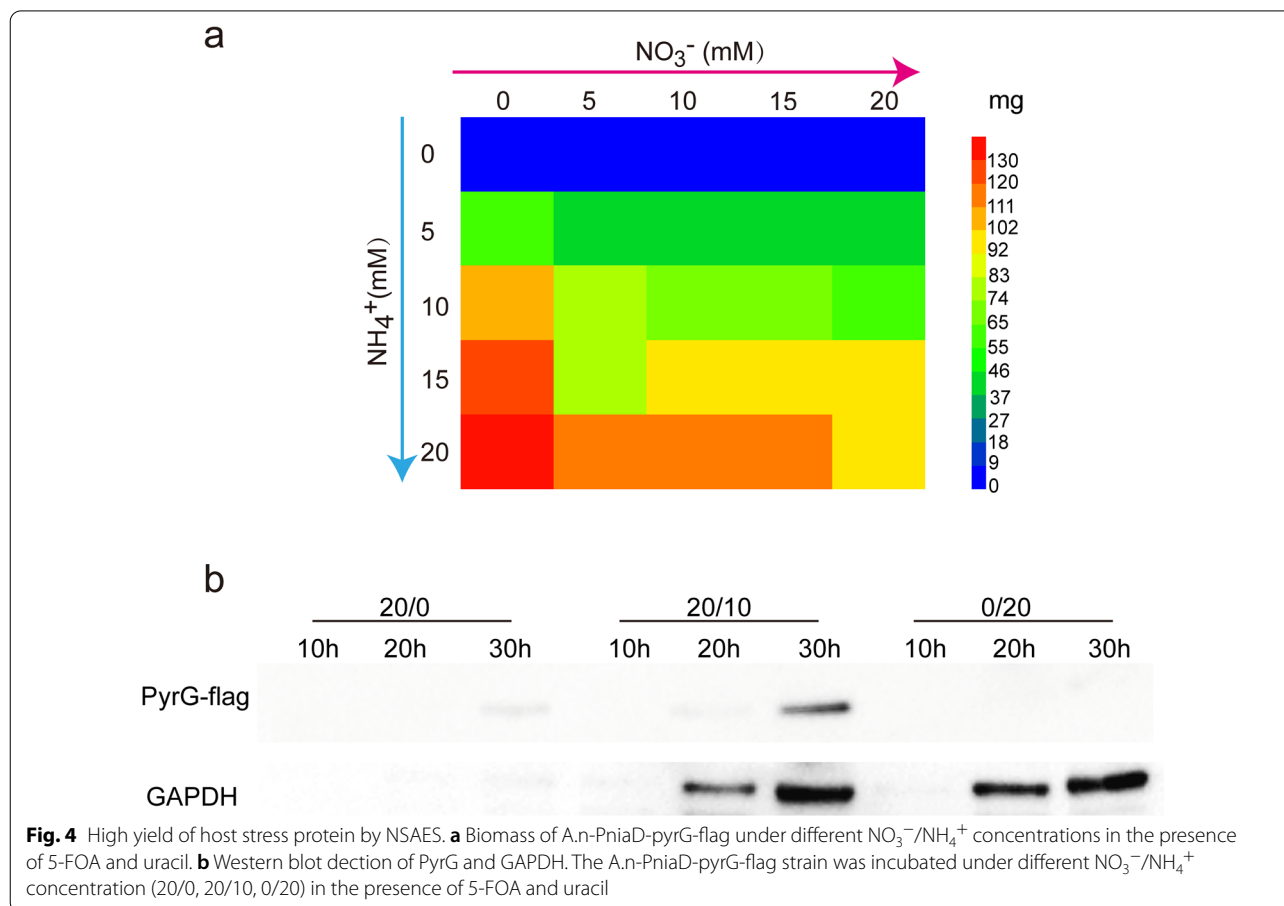 a
NO₃⁻ (mM)
0 5 10 15 20 mg
NH₄⁺(mM)
0
5
10
15
20
130
120
111
102
92
83
74
65
55
46
37
27
18
9
0
b
20/0 20/10 0/20
10h 20h 30h 10h 20h 30h 10h 20h 30h
PyrG-flag
GAPDH
Fig. 4 High yield of host stress protein by NSAES. a Biomass of A.n-PniaD-pyrG-flag under different NO₃⁻/NH₄⁺ concentrations in the presence
of 5-FOA and uracil. b Western blot dection of PyrG and GAPDH. The A.n-PniaD-pyrG-flag strain was incubated under different NO₃⁻/NH₄⁺
concentration (20/0, 20/10, 0/20) in the presence of 5-FOA and uracil